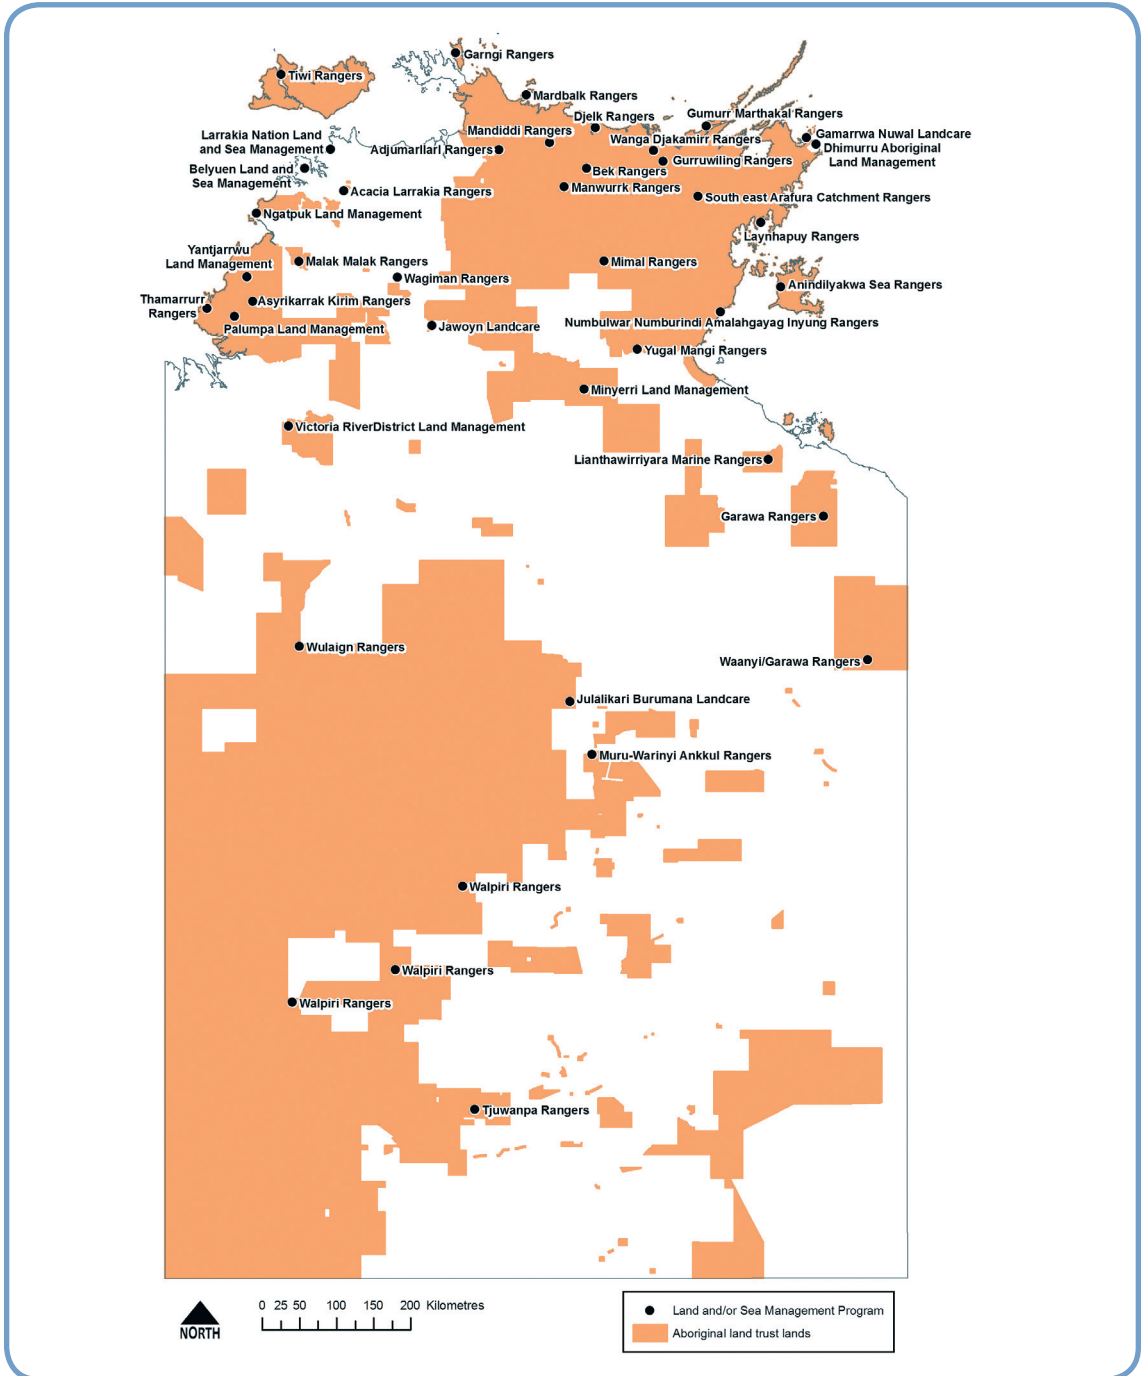 Garngi Rangers
Tiwi Rangers
Mardbalk Rangers
Djelk Rangers
Gumurr Marthakal Rangers
Mandiddi Rangers
Larrakia Nation Land
and Sea Management
Wanga Djakamirr Rangers
Gamarrwa Nuwal Landcare
Adjumarllarl Rangers
Dhimurru Aboriginal
Land Management
Gurruwiling Rangers
Belyuen Land and
Sea Management
Bek Rangers
Acacia Larrakia Rangers
Manwurrk Rangers
South east Arafura Catchment Rangers
Ngatpuk Land Management
Laynhapuy Rangers
Yantjarrwu
Land Management
Malak Malak Rangers
Mimal Rangers
Wagiman Rangers
Anindilyakwa Sea Rangers
Thamarrurr
Rangers
Asyrikarrak Kirim Rangers
Numbulwar Numburindi Amalahgayag Inyung Rangers
Palumpa Land Management
Jawoyn Landcare
Yugal Mangi Rangers
Minyerri Land Management
Victoria RiverDistrict Land Management
Lianthawirriyara Marine Rangers
Garawa Rangers
Wulaign Rangers
Waanyi/Garawa Rangers
Julalikari Burumana Landcare
Muru-Warinyi Ankkul Rangers
Walpiri Rangers
Walpiri Rangers
Walpiri Rangers
Tjuwanpa Rangers
0 25 50 100 150 200 Kilometres
NORTH
Land and/or Sea Management Program
Aboriginal land trust lands